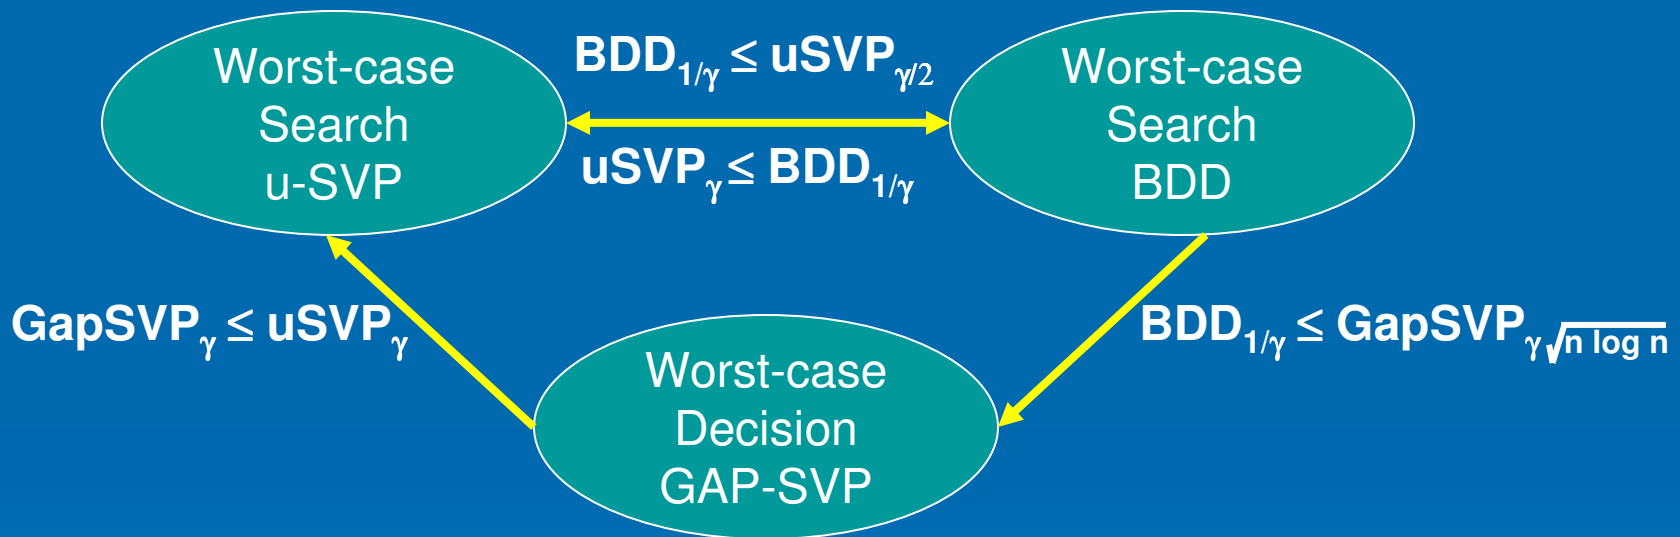 Worst-case
Search
u-SVP
BDD₁/γ ≤ uSVPγ/2
uSVPγ ≤ BDD₁/γ
Worst-case
Search
BDD
GapSVPγ ≤ uSVPγ
BDD₁/γ ≤ GapSVPγ√n log n
Worst-case
Decision
GAP-SVP